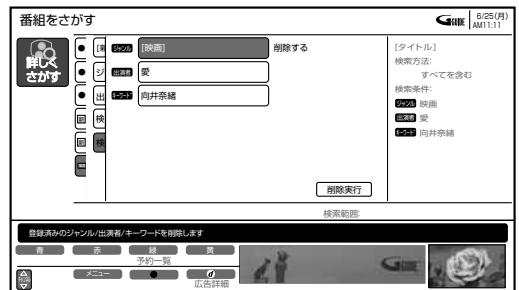 番組をさがす
G GUIDE
6/25(月)
AM11:11
詳しく
さがす
ジャンル [映画]
出演者 愛
キーワード 向井奈緒
削除する
削除実行
[タイトル]
検索方法:
すべてを含む
検索条件:
ジャンル 映画
出演者 愛
キーワード 向井奈緒
検索範囲:
登録済みのジャンル/出演者/キーワードを削除します
青 赤 緑 黄
予約一覧
メニュー ● d
広告詳細
G GUIDE